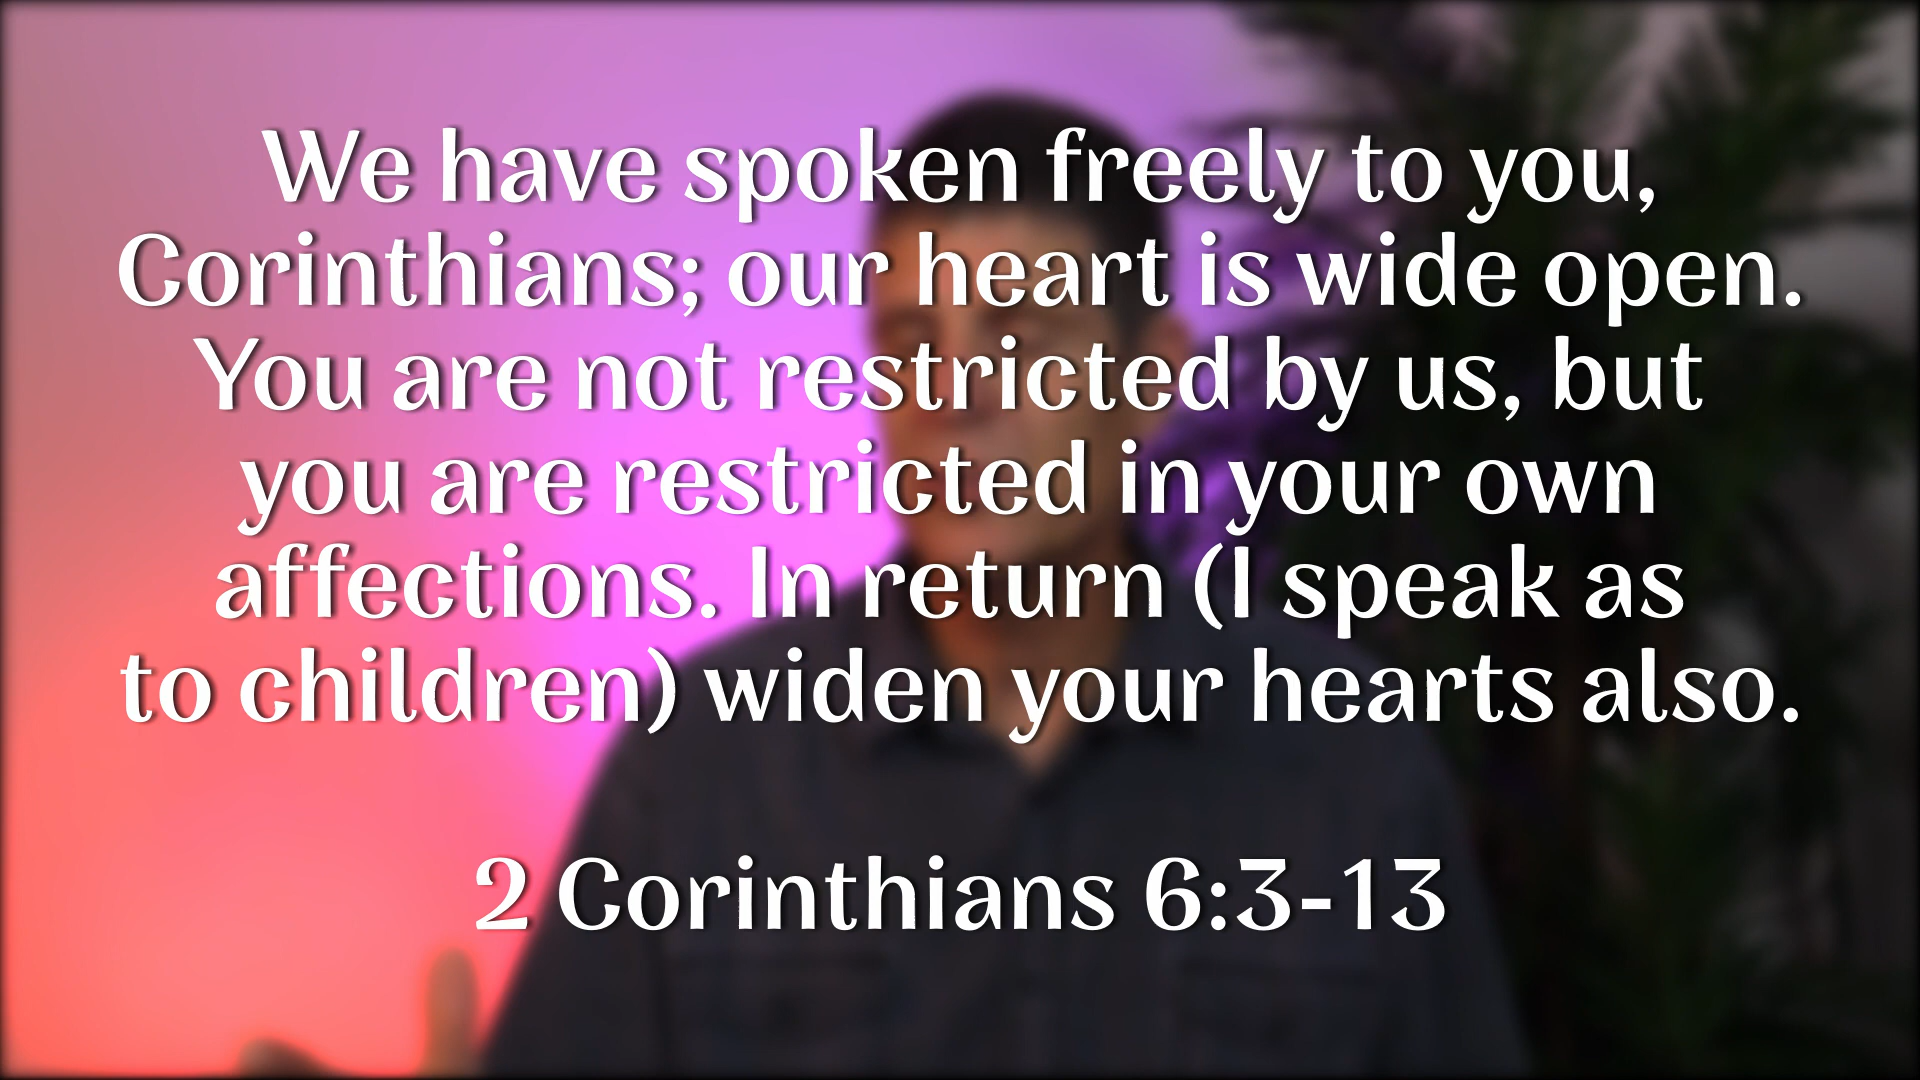 We have spoken freely to you,
Corinthians; our heart is wide open.
You are not restricted by us, but
you are restricted in your own
affections. In return (I speak as
to children) widen your hearts also.
2 Corinthians 6:3-13